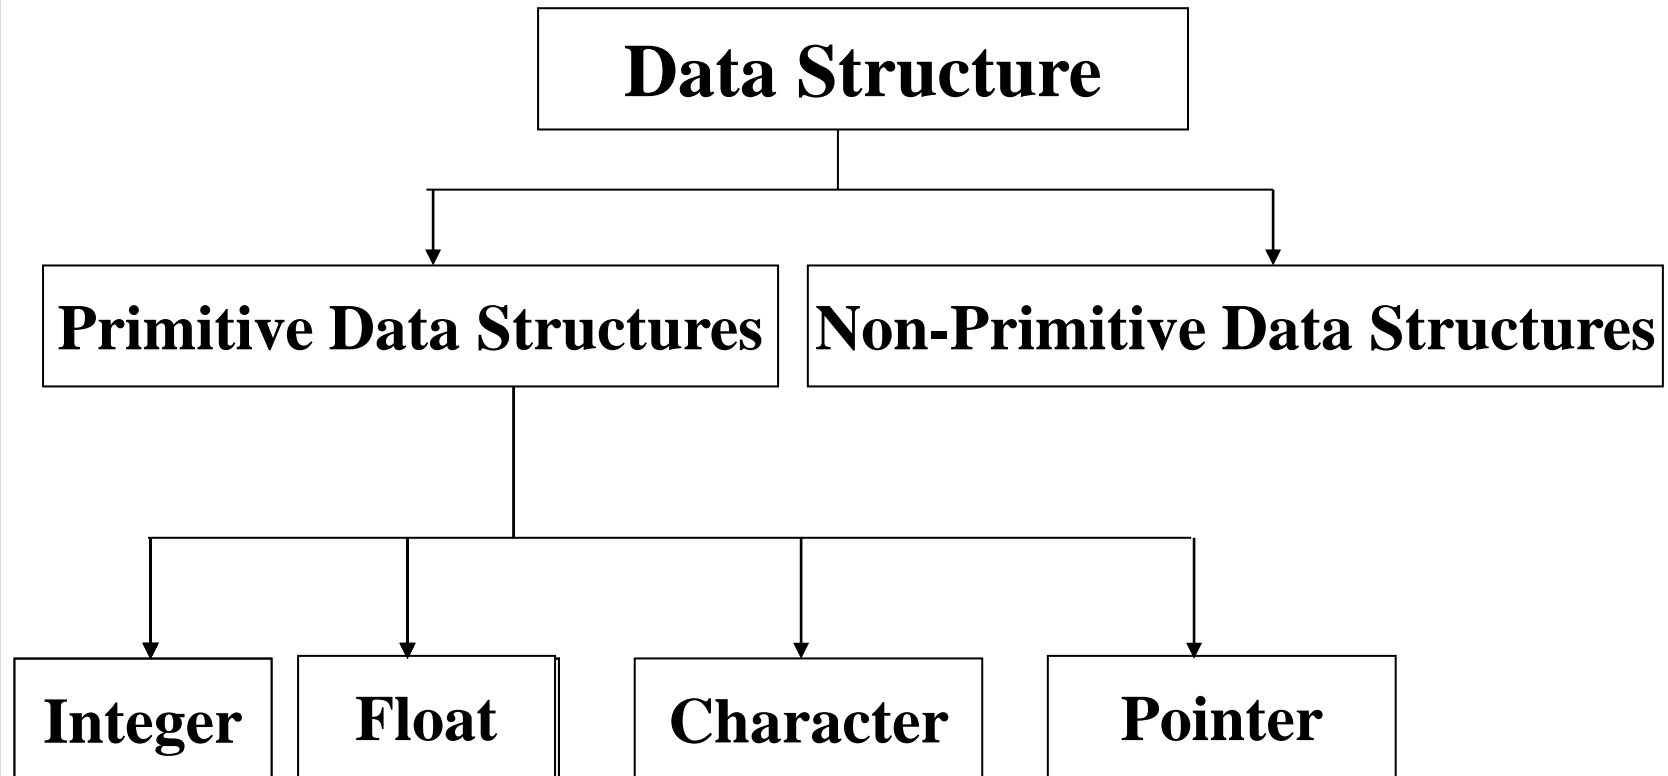 Data Structure
Primitive Data Structures
Non-Primitive Data Structures
Integer
Float
Character
Pointer